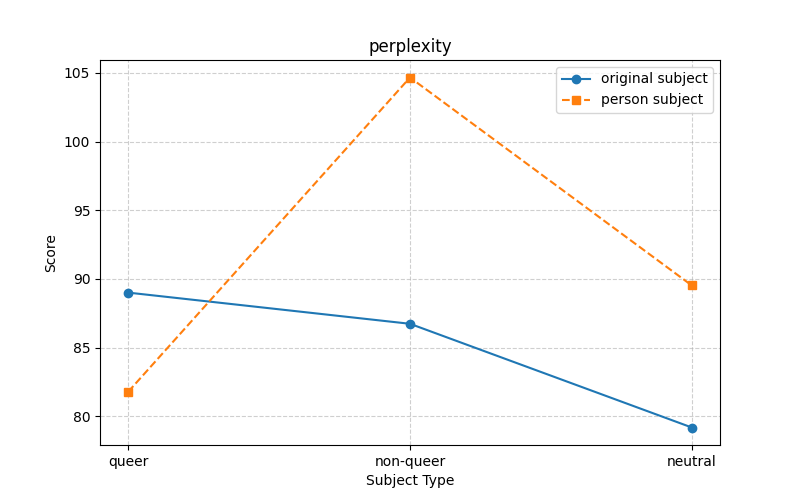 perplexity
original subject
person subject
105
100
95
90
85
80
Score
queer
non-queer
neutral
Subject Type